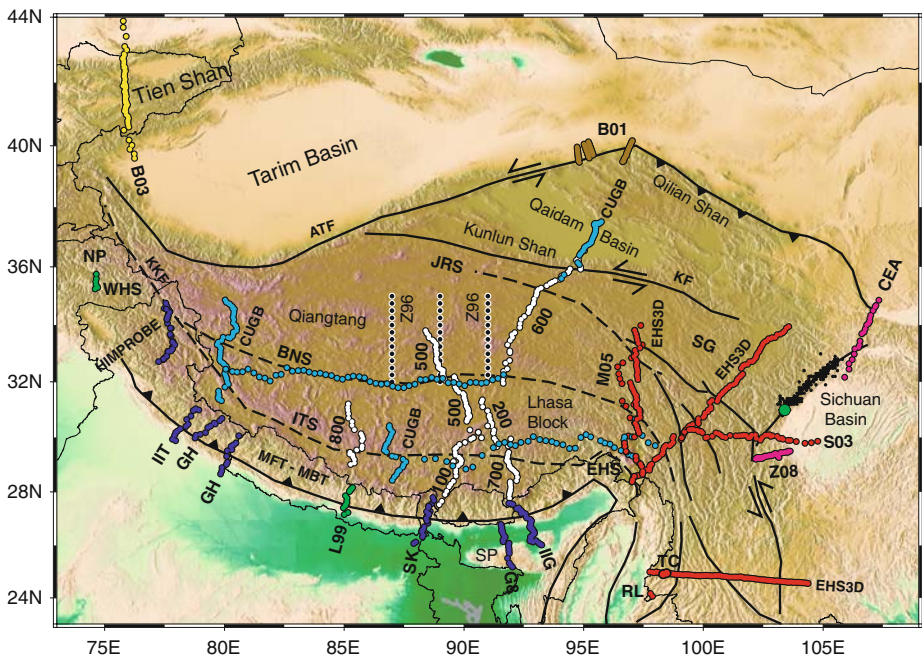 44N
Tien Shan
40N
B03
Tarim Basin
B01
Qilian Shan
CUGB
Qaidam
Basin
ATF
Kunlun Shan
36N
NP
WHS
KKF
JRS
KF
CEA
HIMPROBE
CUGB
Qiangtang
Z96
Z96
500
600
BNS
SG
EHS3D
EHS3D
M05
32N
Sichuan
Basin
Lhasa
Block
500
200
800
CUGB
ITS
IIT
GH
GH
MFT - MBT
100
700
EHS
S03
Z08
28N
L99
SK
SP
G8
IIG
TC
RL
EHS3D
24N
75E
80E
85E
90E
95E
100E
105E